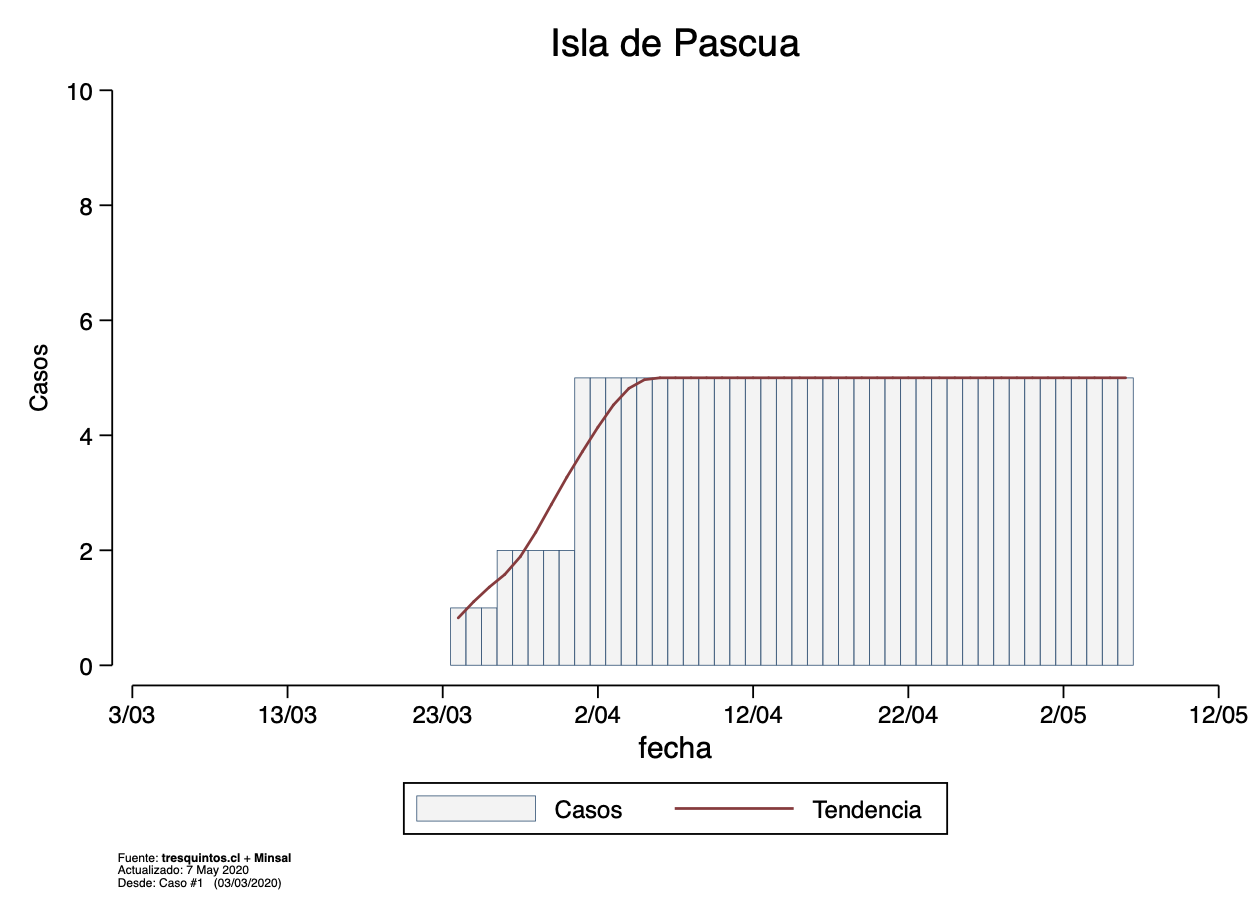 Isla de Pascua
10
8
6
4
2
0
Casos
3/03 13/03 23/03 2/04 12/04 22/04 2/05 12/05
fecha
Casos Tendencia
Fuente: tresquintos.cl + Minsal
Actualizado: 7 May 2020
Desde: Caso #1 (03/03/2020)